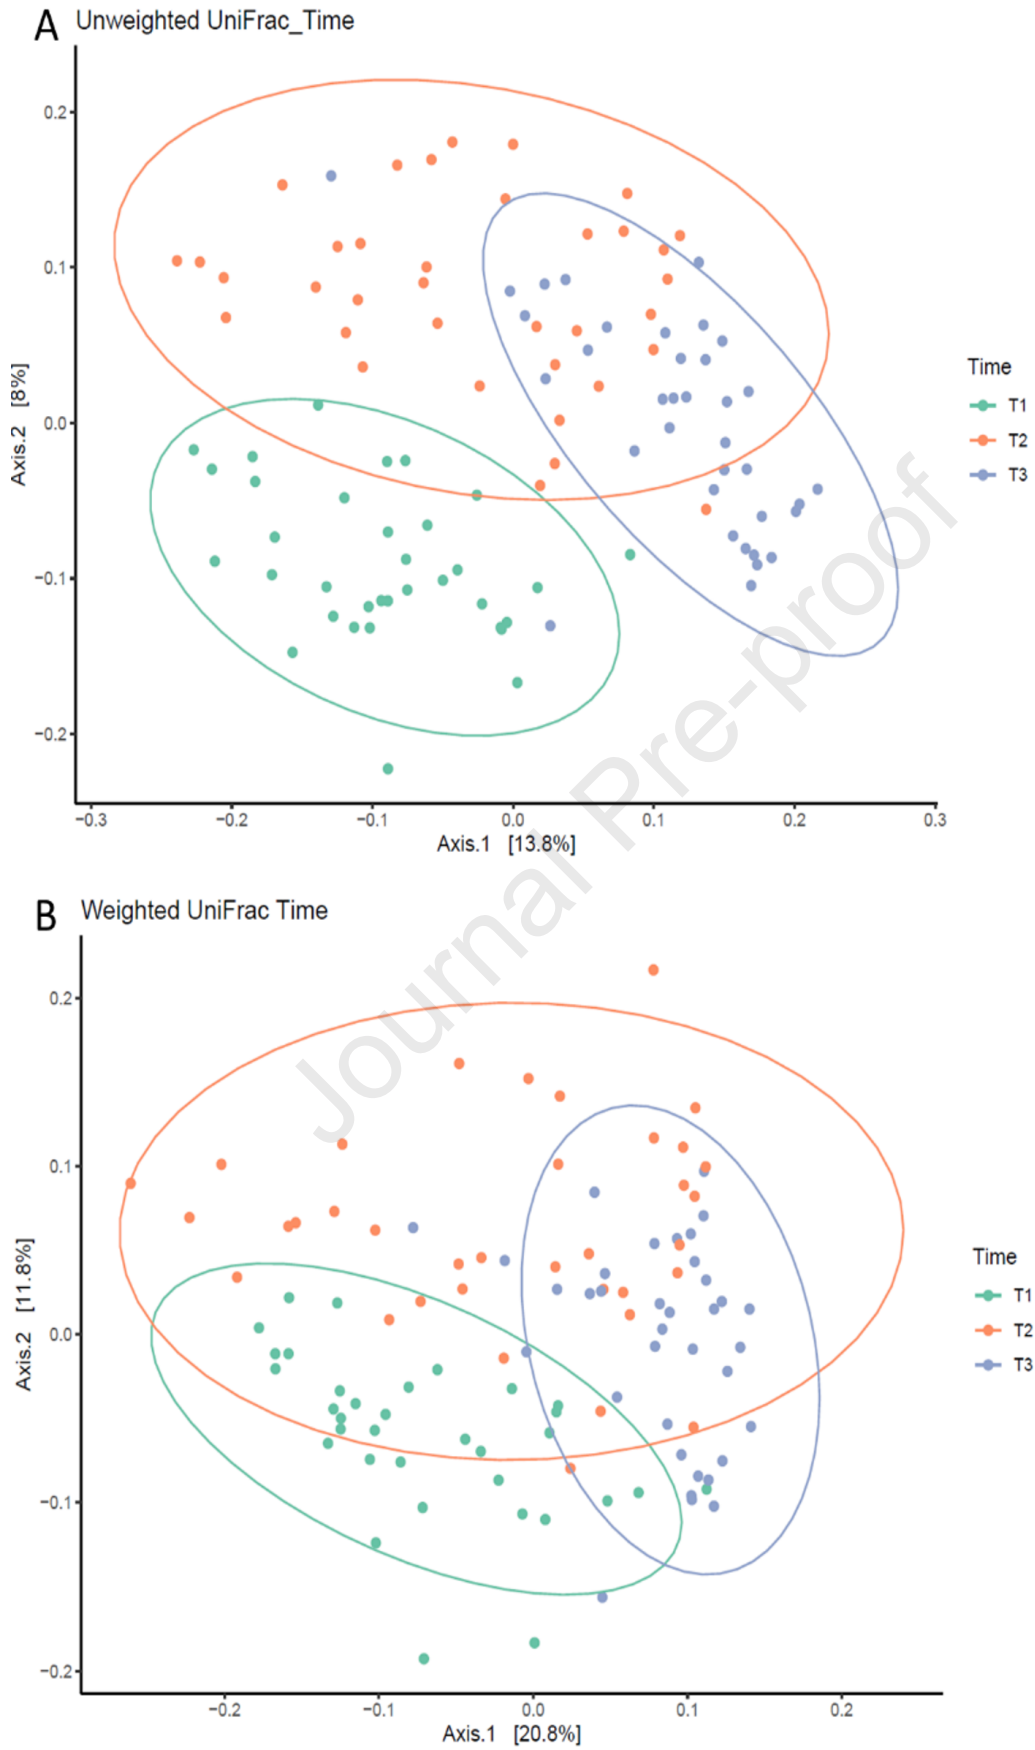 A Unweighted UniFrac_Time
0.2
0.1
0.0
−0.1
−0.2
Axis.2 [8%]
−0.3 −0.2 −0.1 0.0 0.1 0.2 0.3
Axis.1 [13.8%]
Time
T1
T2
T3
Journal Pre-proof
B Weighted UniFrac Time
0.2
0.1
0.0
−0.1
−0.2
Axis.2 [11.8%]
−0.2 −0.1 0.0 0.1 0.2
Axis.1 [20.8%]
Time
T1
T2
T3